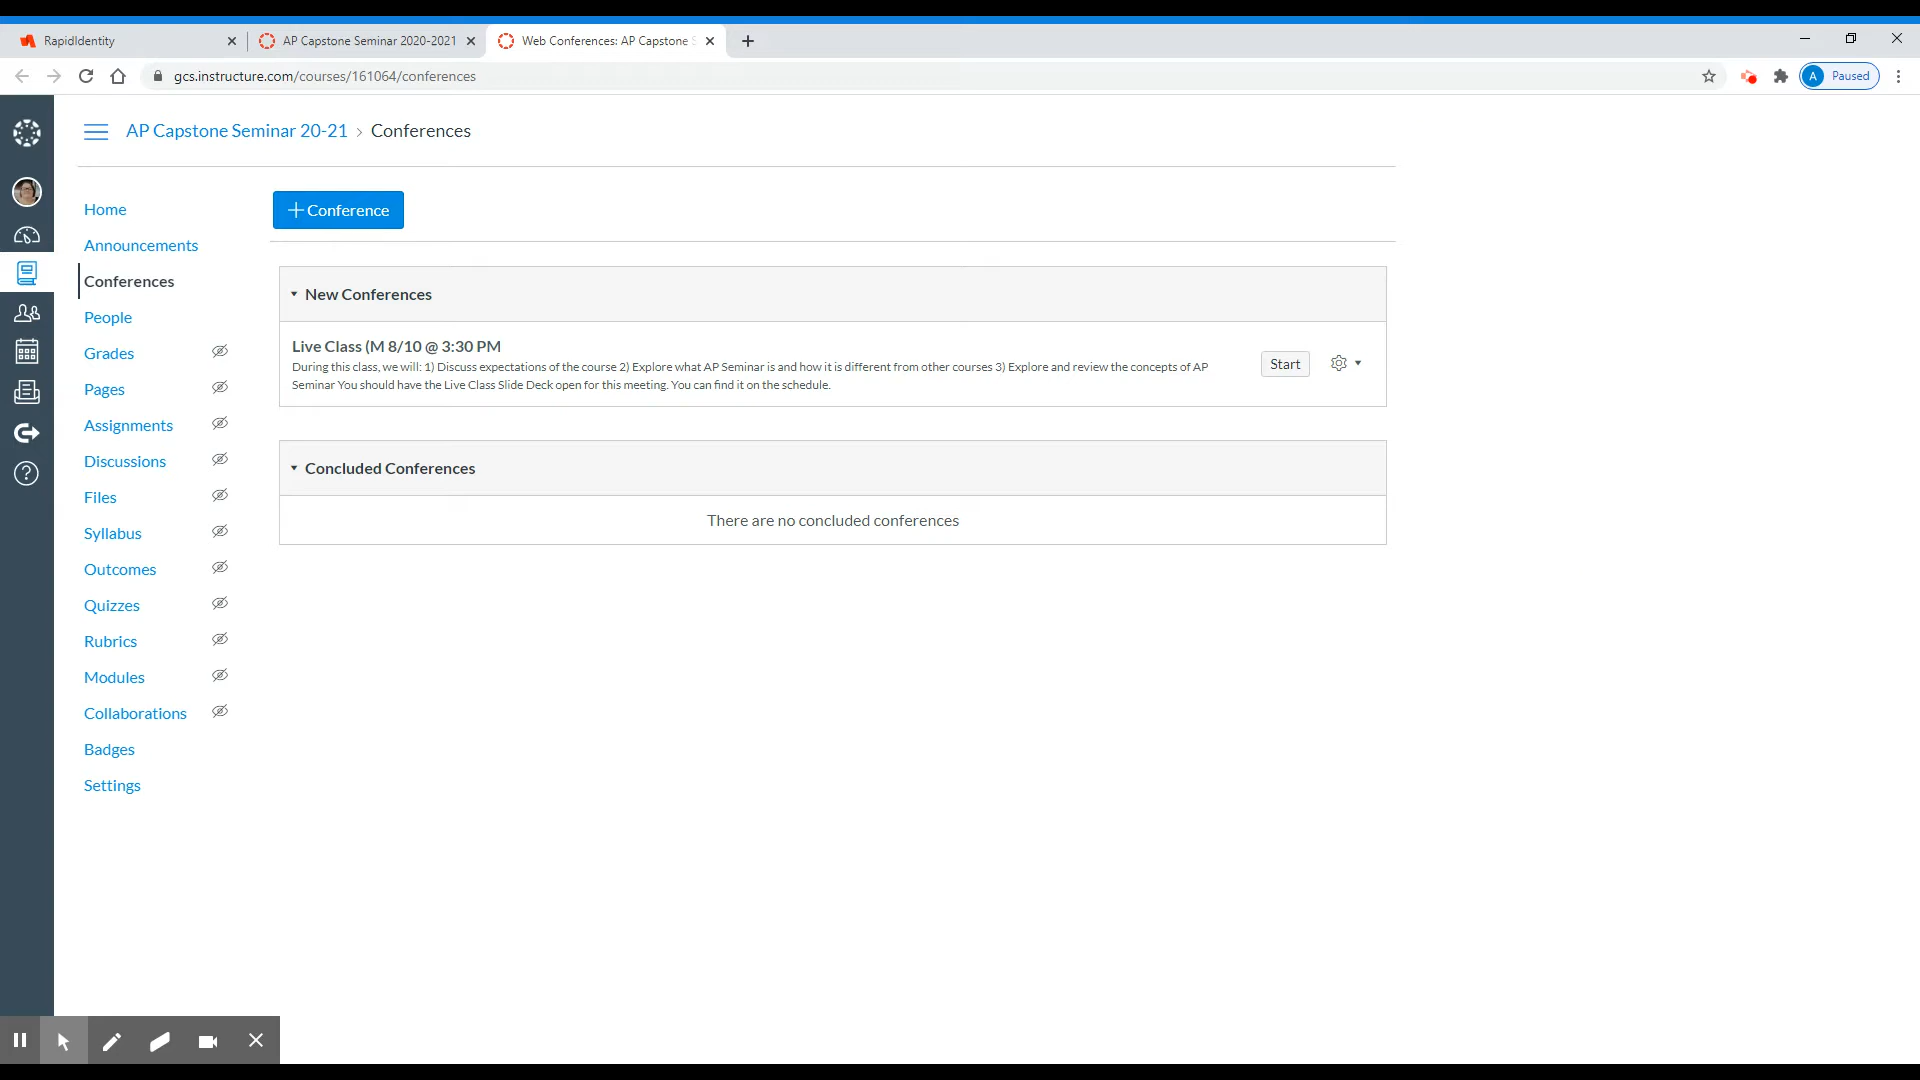 RapidIdentity
AP Capstone Seminar 2020-2021
Web Conferences: AP Capstone S
gcs.instructure.com/courses/161064/conferences
A Paused
AP Capstone Seminar 20-21 › Conferences
Home
Announcements
Conferences
People
Grades
Pages
Assignments
Discussions
Files
Syllabus
Outcomes
Quizzes
Rubrics
Modules
Collaborations
Badges
Settings
+ Conference
New Conferences
Live Class (M 8/10 @ 3:30 PM
During this class, we will: 1) Discuss expectations of the course 2) Explore what AP Seminar is and how it is different from other courses 3) Explore and review the concepts of AP
Seminar You should have the Live Class Slide Deck open for this meeting. You can find it on the schedule.
Start
Concluded Conferences
There are no concluded conferences